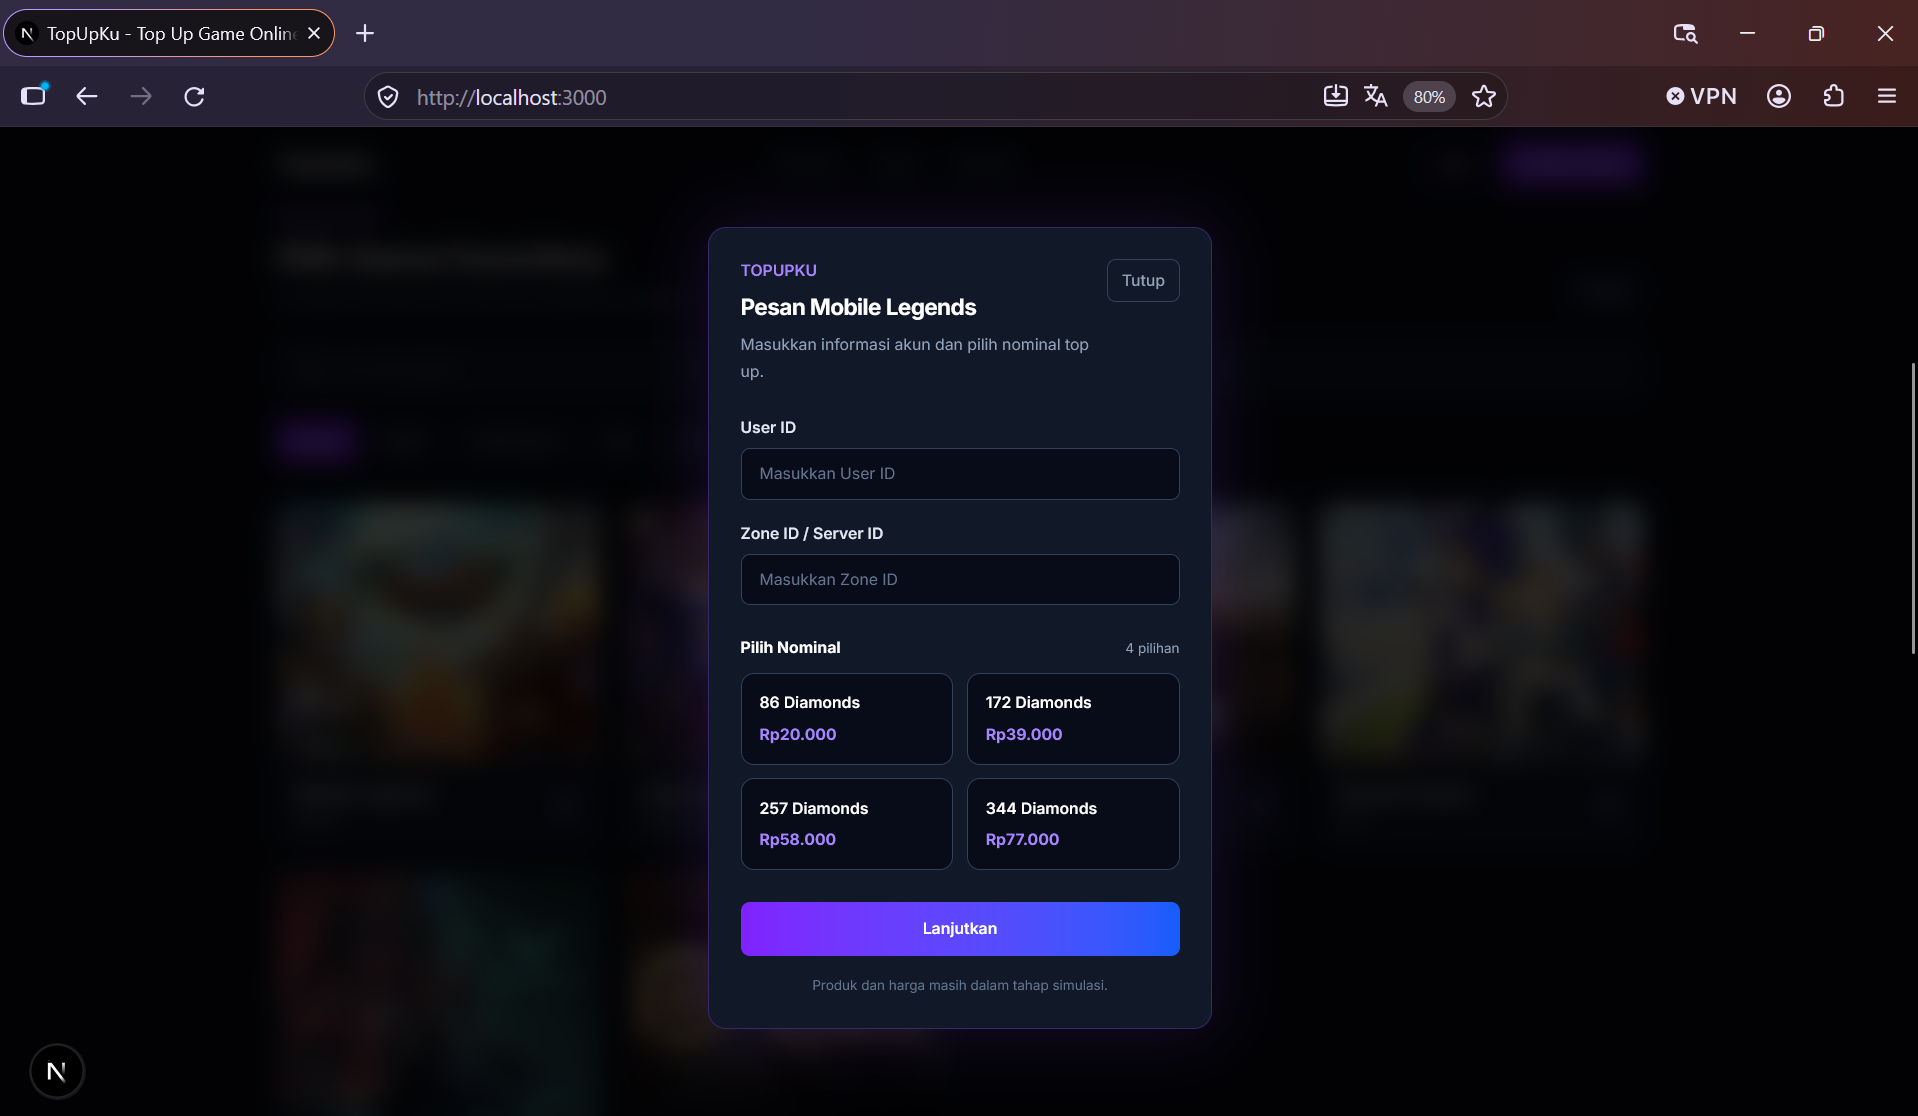 TopUpKu - Top Up Game Online
http://localhost:3000
80%
VPN
TOPUPKU
Tutup
Pesan Mobile Legends
Masukkan informasi akun dan pilih nominal top
up.
User ID
Masukkan User ID
Zone ID / Server ID
Masukkan Zone ID
Pilih Nominal
4 pilihan
86 Diamonds
Rp20.000
172 Diamonds
Rp39.000
257 Diamonds
Rp58.000
344 Diamonds
Rp77.000
Lanjutkan
Produk dan harga masih dalam tahap simulasi.
N